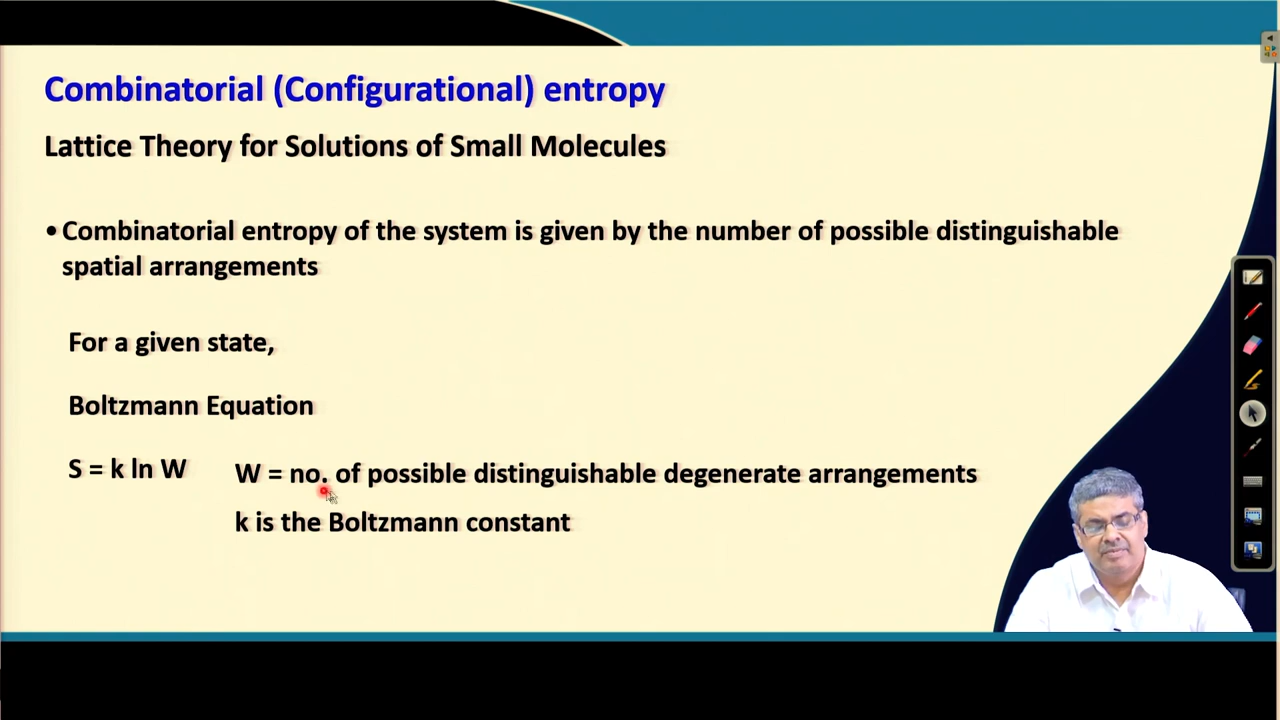 Combinatorial (Configurational) entropy
Lattice Theory for Solutions of Small Molecules
• Combinatorial entropy of the system is given by the number of possible distinguishable
spatial arrangements
For a given state,
Boltzmann Equation
S = k ln W
W = no. of possible distinguishable degenerate arrangements
k is the Boltzmann constant